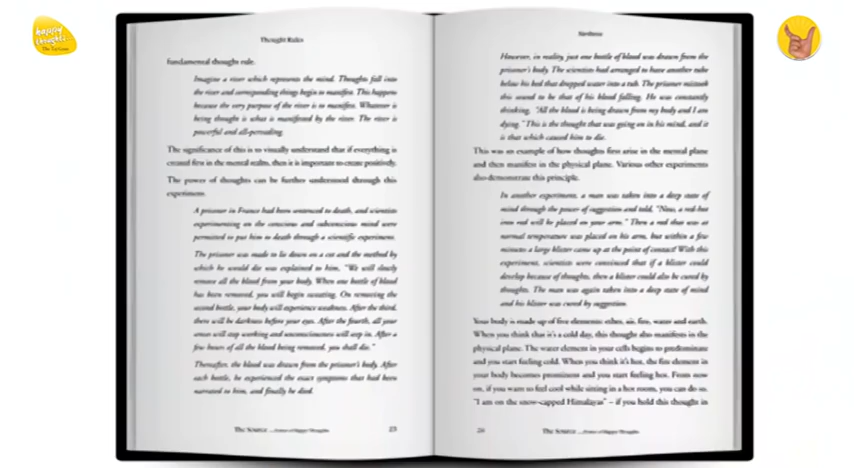 happy
thoughts
Thought Rules
fundamental thought rule.
Imagine a river which represents the mind. Thoughts fall into
the river and corresponding things begin to manifest. This happens
because the very purpose of the river is to manifest. Whatever is
being thought is what is manifested by the river. The river is
powerful and all-pervading.
The significance of this is to visually understand that if everything is
created first in the mental realm, then it is important to create positively.
The power of thoughts can be further understood through this
experiment.
A prisoner in France had been sentenced to death, and scientists
experimenting on the conscious and subconscious mind were
permitted to put him to death through a scientific experiment.
The prisoner was made to lie down on a cot and the method by
which he would die was explained to him, "We will slowly
remove all the blood from your body. When one bottle of blood
has been removed, you will begin sweating. On removing the
second bottle, your body will experience weakness. After the third,
there will be darkness before your eyes. After the fourth, all your
senses will stop working and unconsciousness will step in. After a
few hours of all the blood being removed, you shall die."
Thereafter, the blood was drawn from the prisoner's body. After
each bottle, he experienced the exact symptoms that had been
narrated to him, and finally he died.
The Source ...Power of Happy Thoughts
23
However, in reality, just one bottle of blood was drawn from the
prisoner's body. The scientists had arranged to have another tube
below his bed that dropped water into a tub. The prisoner mistook
this sound to be that of his blood falling. He was constantly
thinking, "All the blood is being drawn from my body and I am
dying." This is the thought that was going on in his mind, and it
is that which caused him to die.
This was an example of how thoughts first arise in the mental plane
and then manifest in the physical plane. Various other experiments
also demonstrate this principle.
In another experiment, a man was taken into a deep state of
mind through the power of suggestion and told, "Now, a red-hot
iron rod will be placed on your arm." Then a rod that was at
normal temperature was placed on his arm, but within a few
minutes a large blister came up at the point of contact! With this
experiment, scientists were convinced that if a blister could
develop because of thoughts, then a blister could also be cured by
thoughts. The man was again taken into a deep state of mind
and his blister was cured by suggestion.
Your body is made up of five elements: ether, air, fire, water and earth.
When you think that it's a cold day, this thought also manifests in the
physical plane. The water element in your cells begins to predominate
and you start feeling cold. When you think it's hot, the fire element in
your body becomes prominent and you start feeling hot. From now
on, if you want to feel cool while sitting in a hot room, you can do so.
"I am on the snow-capped Himalayas" – if you hold this thought in
24
The Source ...Power of Happy Thoughts